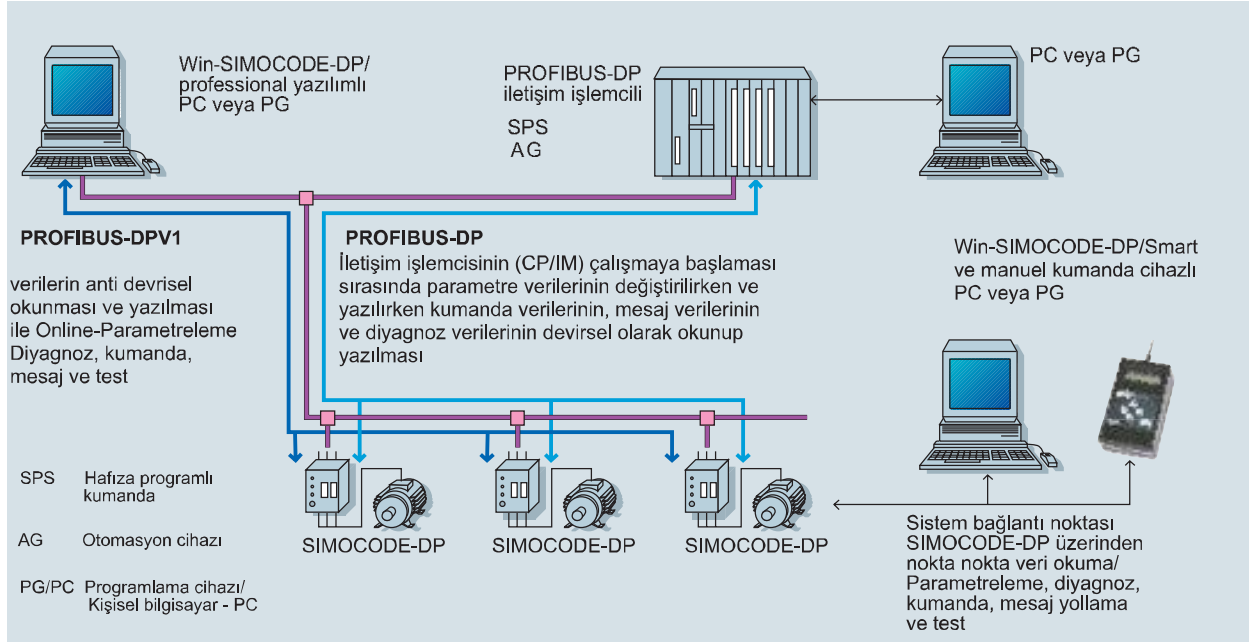 Win-SIMOCODE-DP/
professional yazılımlı
PC veya PG
PROFIBUS-DP
iletişim işlemcili
SPS
AG
PC veya PG
PROFIBUS-DPV1
verilerin anti devrisel
okunması ve yazılması
ile Online-Parametreleme
Diyagnoz, kumanda,
mesaj ve test
PROFIBUS-DP
İletişim işlemcisinin (CP/IM) çalışmaya başlaması
sırasında parametre verilerinin değiştirilirken ve
yazılırken kumanda verilerinin, mesaj verilerinin
ve diyagnoz verilerinin devirsel olarak okunup
yazılması
Win-SIMOCODE-DP/Smart
ve manuel kumanda cihazlı
PC veya PG
SPS Hafıza programlı
kumanda
AG Otomasyon cihazı
PG/PC Programlama cihazı/
Kişisel bilgisayar - PC
SIMOCODE-DP
SIMOCODE-DP
SIMOCODE-DP
Sistem bağlantı noktası
SIMOCODE-DP üzerinden
nokta nokta veri okuma/
Parametreleme, diyagnoz,
kumanda, mesaj yollama
ve test